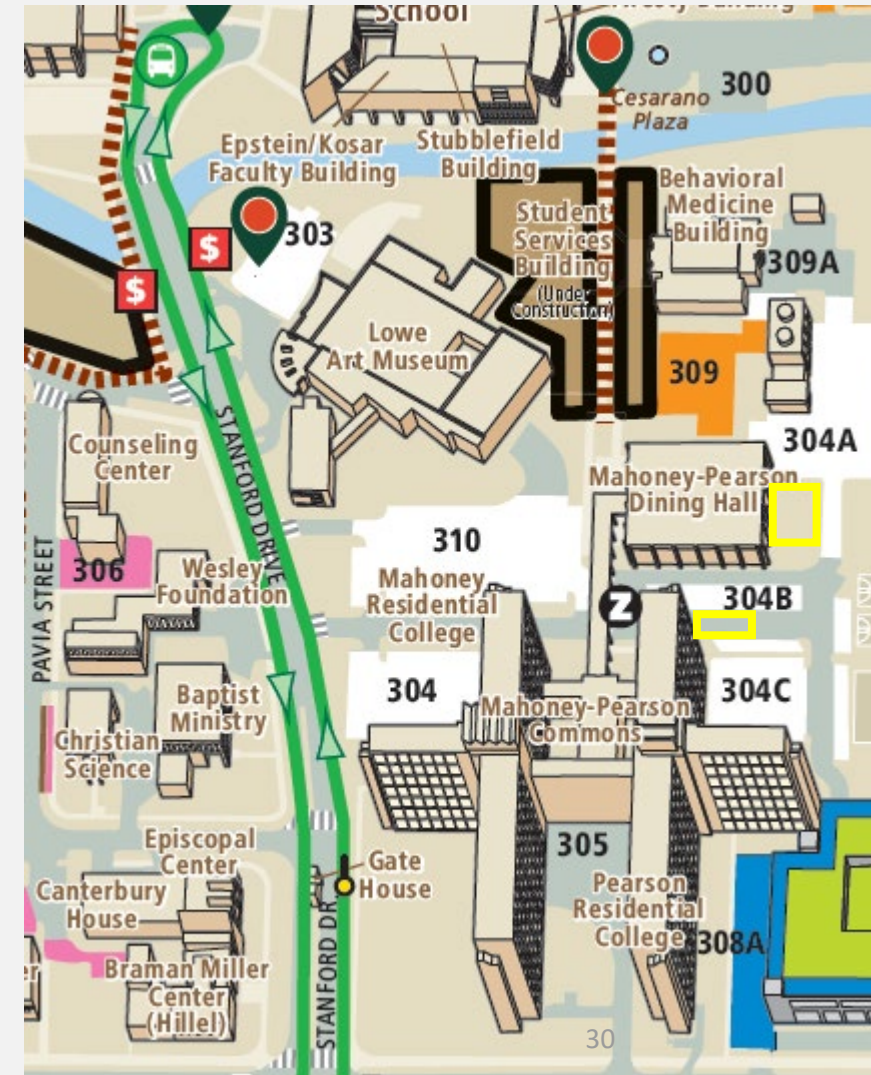 School
300
Cesarano
Plaza
Epstein/Kosar
Faculty Building
Stubblefield
Building
Behavioral
Medicine
Building
Student
Services
Building
(Under
Construction)
303
$
$
309A
Lowe
Art Museum
309
304A
Counseling
Center
STANFORD DRIVE
Mahoney-Pearson
Dining Hall
310
PAVIA STREET
306
Wesley
Foundation
Mahoney
Residential
College
Z
304B
304
304C
Baptist
Ministry
Mahoney-Pearson
Commons
Christian
Science
305
Episcopal
Center
Gate
House
Canterbury
House
Pearson
Residential
College
308A
STANFORD DR
Braman Miller
Center
(Hillel)
er
30